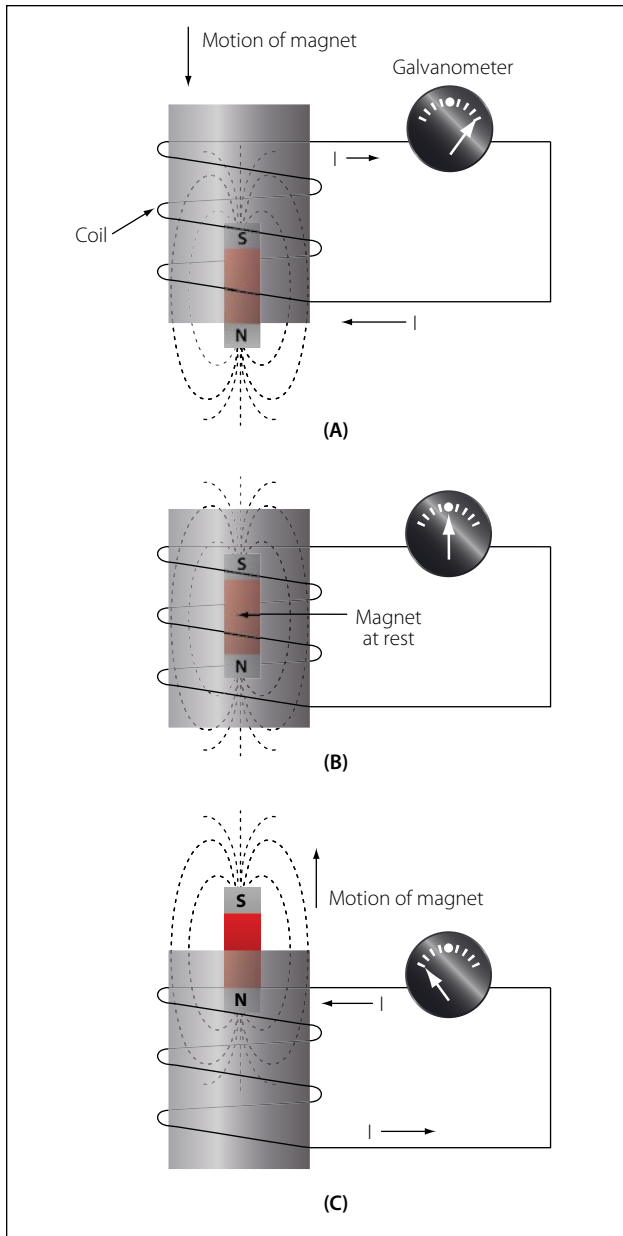 Motion of magnet
Galvanometer
I
Coil
S
N
I
(A)
S
Magnet
at rest
N
(B)
S
Motion of magnet
N
I
I
(C)